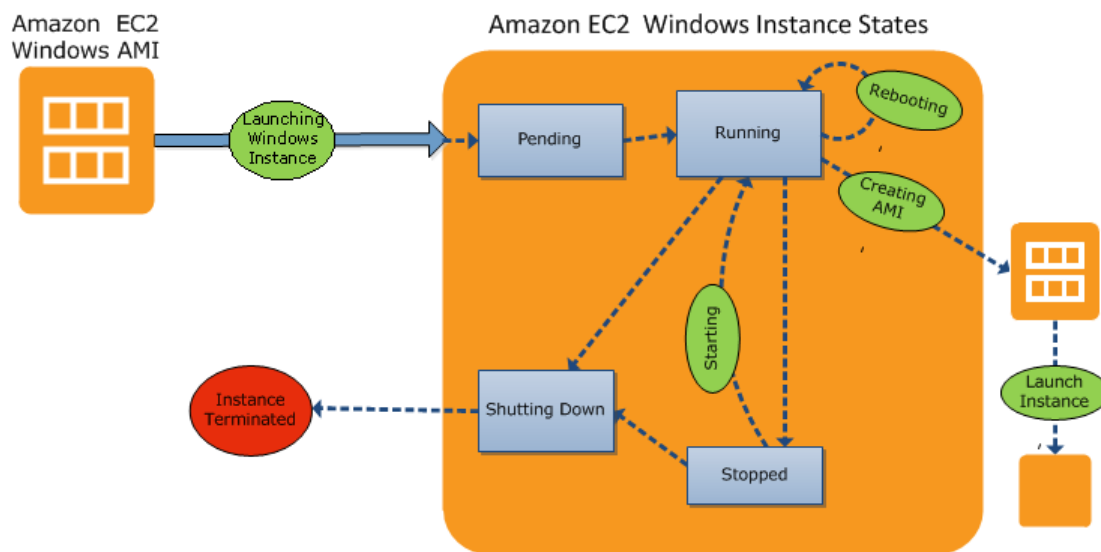 Amazon EC2
Windows AMI
Amazon EC2 Windows Instance States
Launching
Windows
Instance
Pending
Running
Rebooting
Creating
AMI
Starting
Launch
Instance
Instance
Terminated
Shutting Down
Stopped